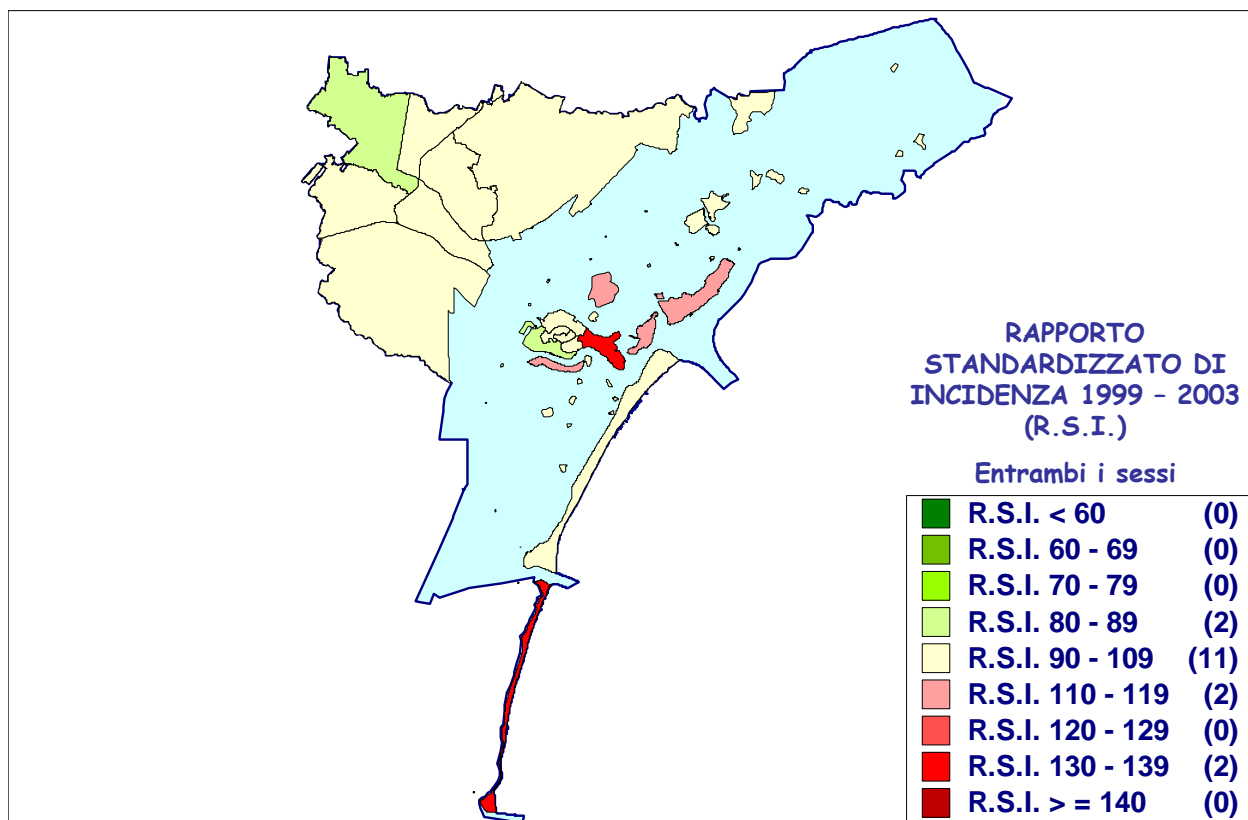 RAPPORTO
STANDARDIZZATO DI
INCIDENZA 1999 – 2003
(R.S.I.)
Entrambi i sessi
R.S.I. < 60 (0)
R.S.I. 60 - 69 (0)
R.S.I. 70 - 79 (0)
R.S.I. 80 - 89 (2)
R.S.I. 90 - 109 (11)
R.S.I. 110 - 119 (2)
R.S.I. 120 - 129 (0)
R.S.I. 130 - 139 (2)
R.S.I. > = 140 (0)